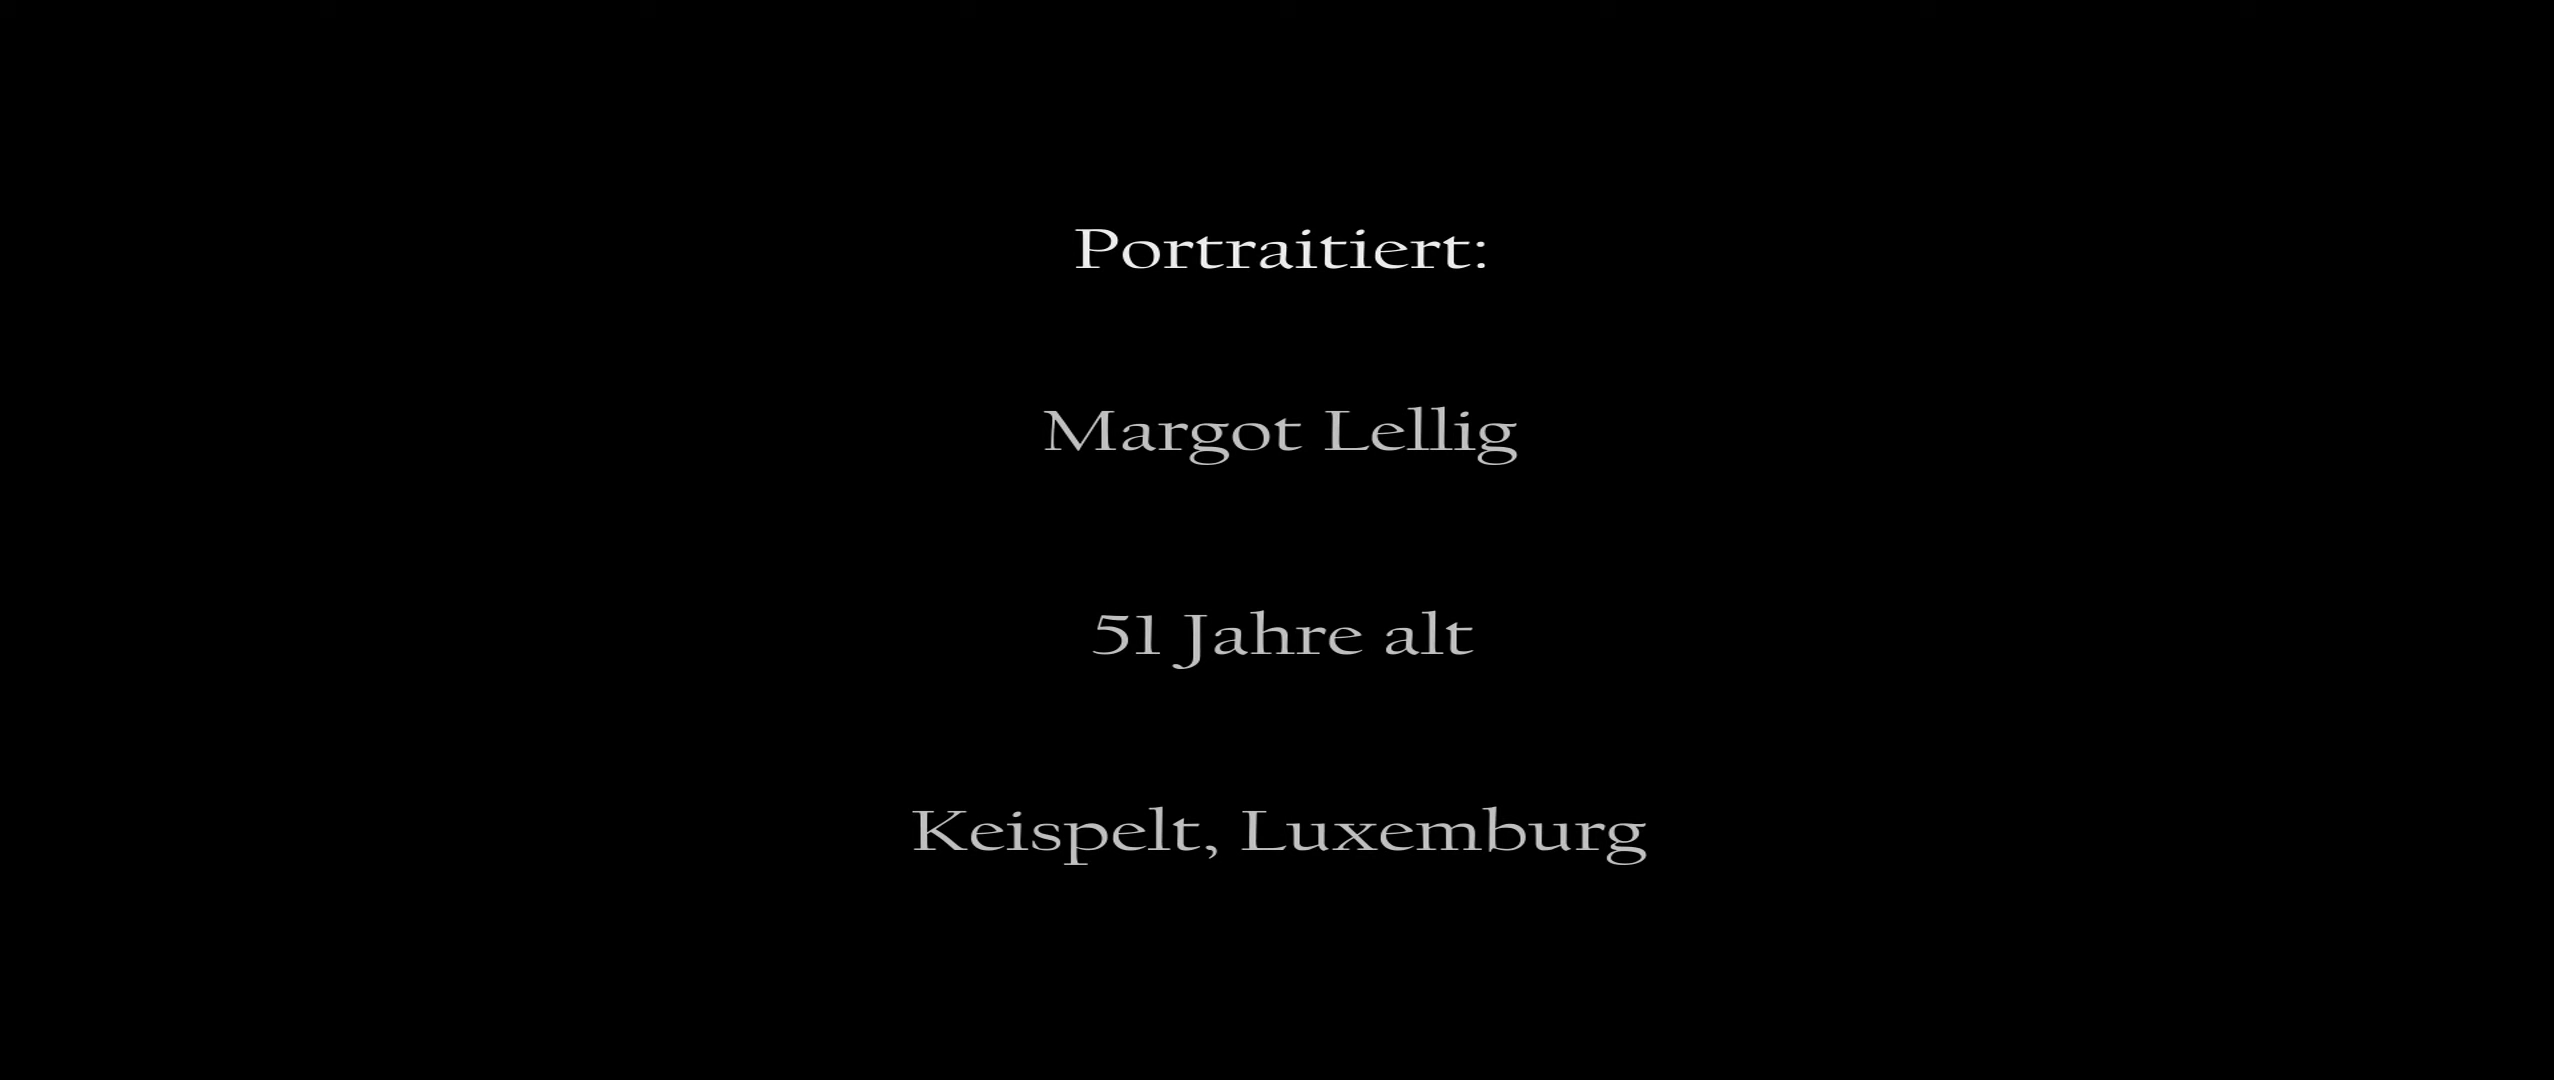 Portraitiert:
Margot Lellig
51 Jahre alt
Keispelt, Luxemburg